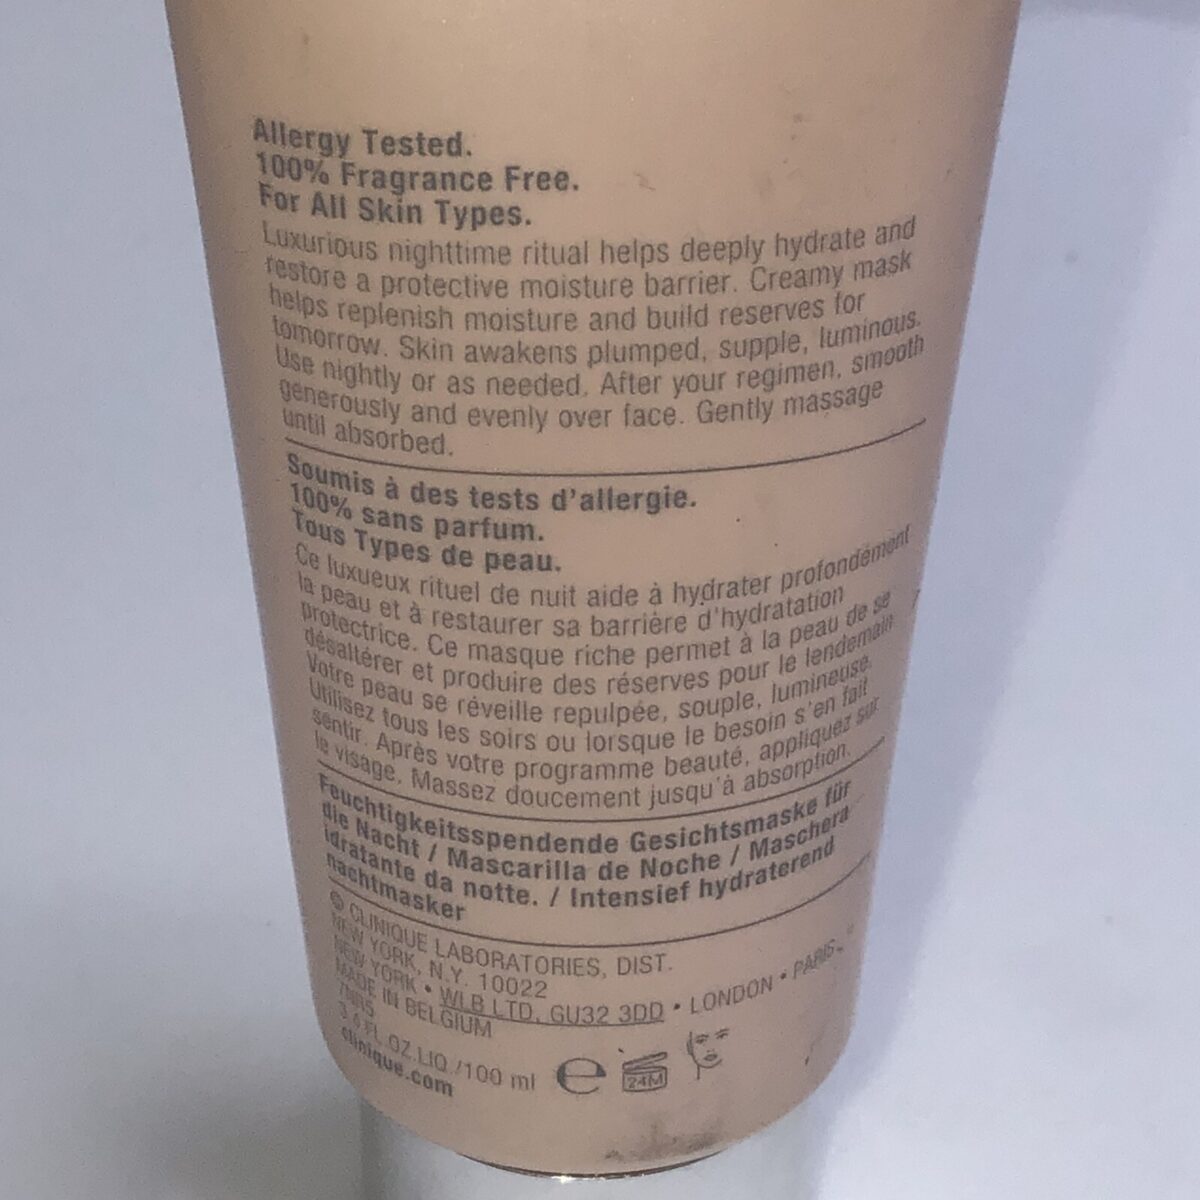 Allergy Tested.
100% Fragrance Free.
For All Skin Types.
Luxurious nighttime ritual helps deeply hydrate and
restore a protective moisture barrier. Creamy mask
helps replenish moisture and build reserves for
tomorrow. Skin awakens plumped, supple, luminous.
Use nightly or as needed. After your regimen, smooth
generously and evenly over face. Gently massage
until absorbed.
Soumis à des tests d'allergie.
100% sans parfum.
Tous Types de peau.
Ce luxueux rituel de nuit aide à hydrater profondément
la peau et à restaurer sa barrière d'hydratation
protectrice. Ce masque riche permet à la peau de se
désaltérer et produire des réserves pour le lendemain.
Votre peau se réveille repulpée, souple, lumineuse.
Utilisez tous les soirs ou lorsque le besoin s'en fait
sentir. Après votre programme beauté, appliquez sur
le visage. Massez doucement jusqu'à absorption.
Feuchtigkeitsspendende Gesichtsmaske für
die Nacht / Mascarilla de Noche / Maschera
idratante da notte. / Intensief hydraterend
nachtmasker
© CLINIQUE LABORATORIES, DIST.
NEW YORK, N.Y. 10022
NEW YORK • WLB LTD, GU32 3DD • LONDON • PARIS
MADE IN BELGIUM
7NR5
3.4 FL.OZ.LIQ./100 ml e 24M
clinique.com